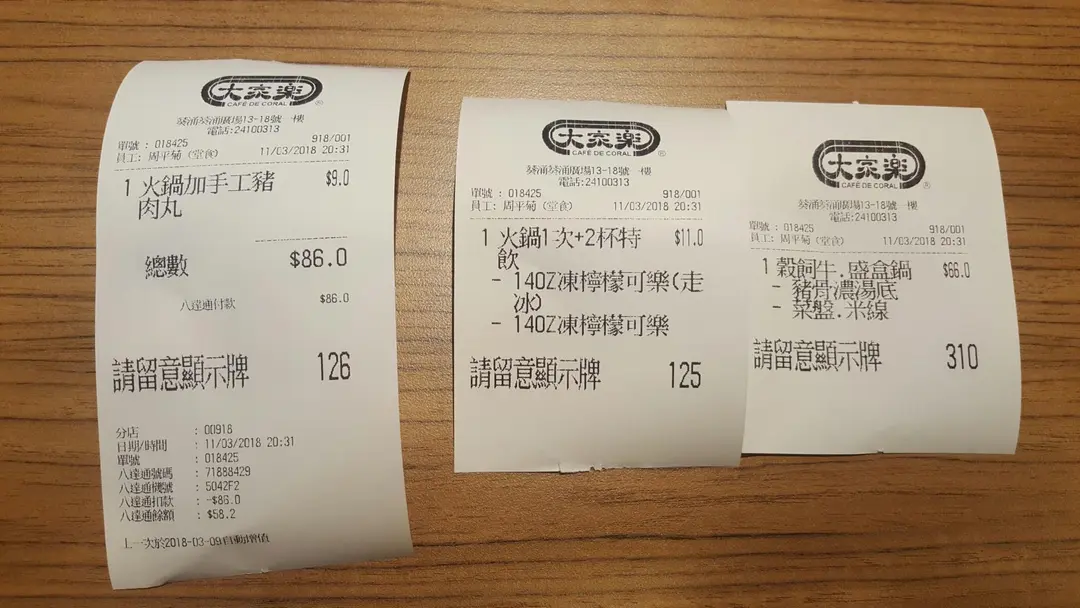 大家樂
CAFÉ DE CORAL
葵涌葵涌廣場13-18號一樓
電話:24100313
單號 : 018425 918/001
員工: 周平菊 (堂食) 11/03/2018 20:31
1 火鍋加手工豬 $9.0
肉丸
總數 $86.0
八達通付款 $86.0
請留意顯示牌 126
分店 : 00918
日期/時間 : 11/03/2018 20:31
單號 : 018425
八達通號碼 : 71888429
八達通機號 : 5042F2
八達通扣款 : -$86.0
八達通餘額 : $58.2
上一次於2018-03-09自動增值
大家樂
CAFÉ DE CORAL
葵涌葵涌廣場13-18號一樓
電話:24100313
單號 : 018425 918/001
員工: 周平菊 (堂食) 11/03/2018 20:31
1 火鍋1次+2杯特 $11.0
飲
- 14OZ凍檸檬可樂(走
冰)
- 14OZ凍檸檬可樂
請留意顯示牌 125
大家樂
CAFÉ DE CORAL
葵涌葵涌廣場13-18號一樓
電話:24100313
單號 : 018425 918/001
員工: 周平菊 (堂食) 11/03/2018 20:31
1 穀飼牛.盛盒鍋 $66.0
- 豬骨濃湯底
- 菜盤.米線
請留意顯示牌 310